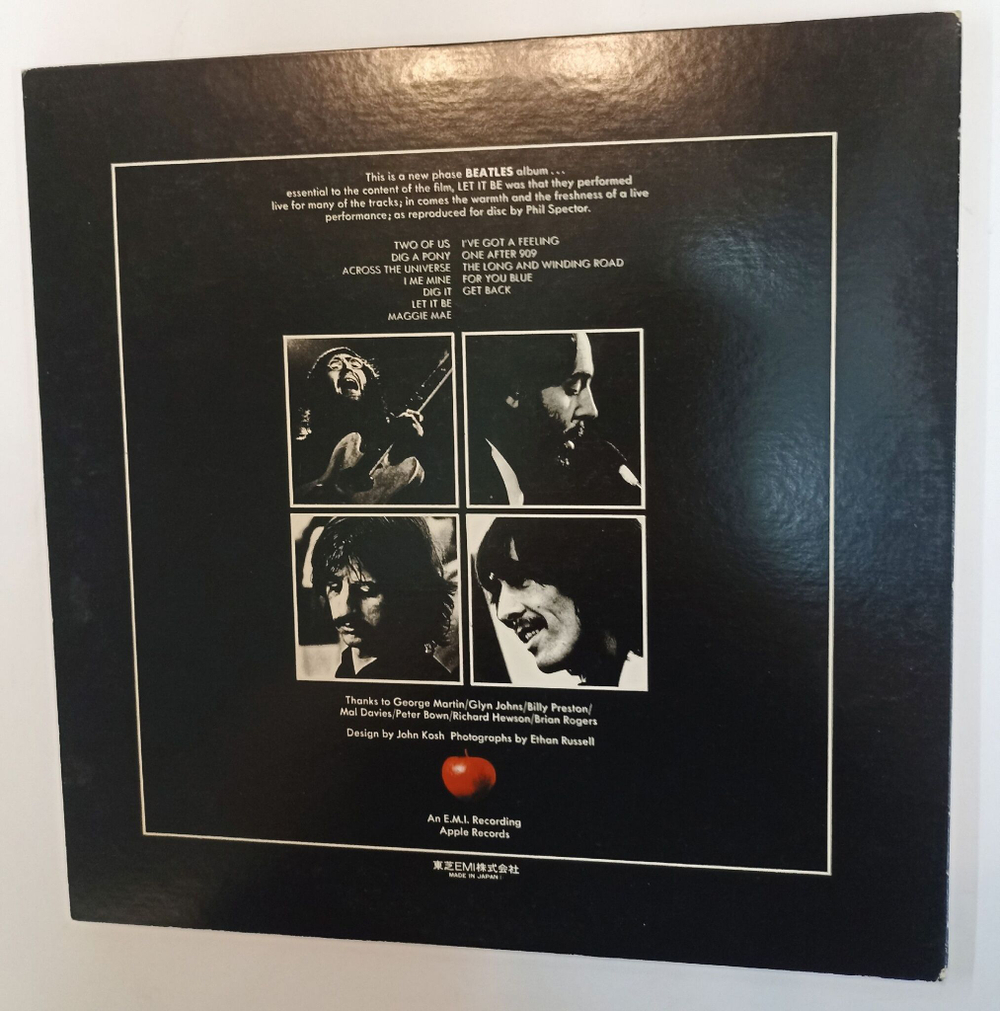 This is a new phase BEATLES album . . .
essential to the content of the film, LET IT BE was that they performed
live for many of the tracks; in comes the warmth and the freshness of a live
performance; as reproduced for disc by Phil Spector.
TWO OF US
DIG A PONY
ACROSS THE UNIVERSE
I ME MINE
DIG IT
LET IT BE
MAGGIE MAE
I'VE GOT A FEELING
ONE AFTER 909
THE LONG AND WINDING ROAD
FOR YOU BLUE
GET BACK
Thanks to George Martin/Glyn Johns/Billy Preston/
Mal Davies/Peter Bown/Richard Hewson/Brian Rogers
Design by John Kosh Photographs by Ethan Russell
An E.M.I. Recording
Apple Records
東芝EMI株式会社
MADE IN JAPAN